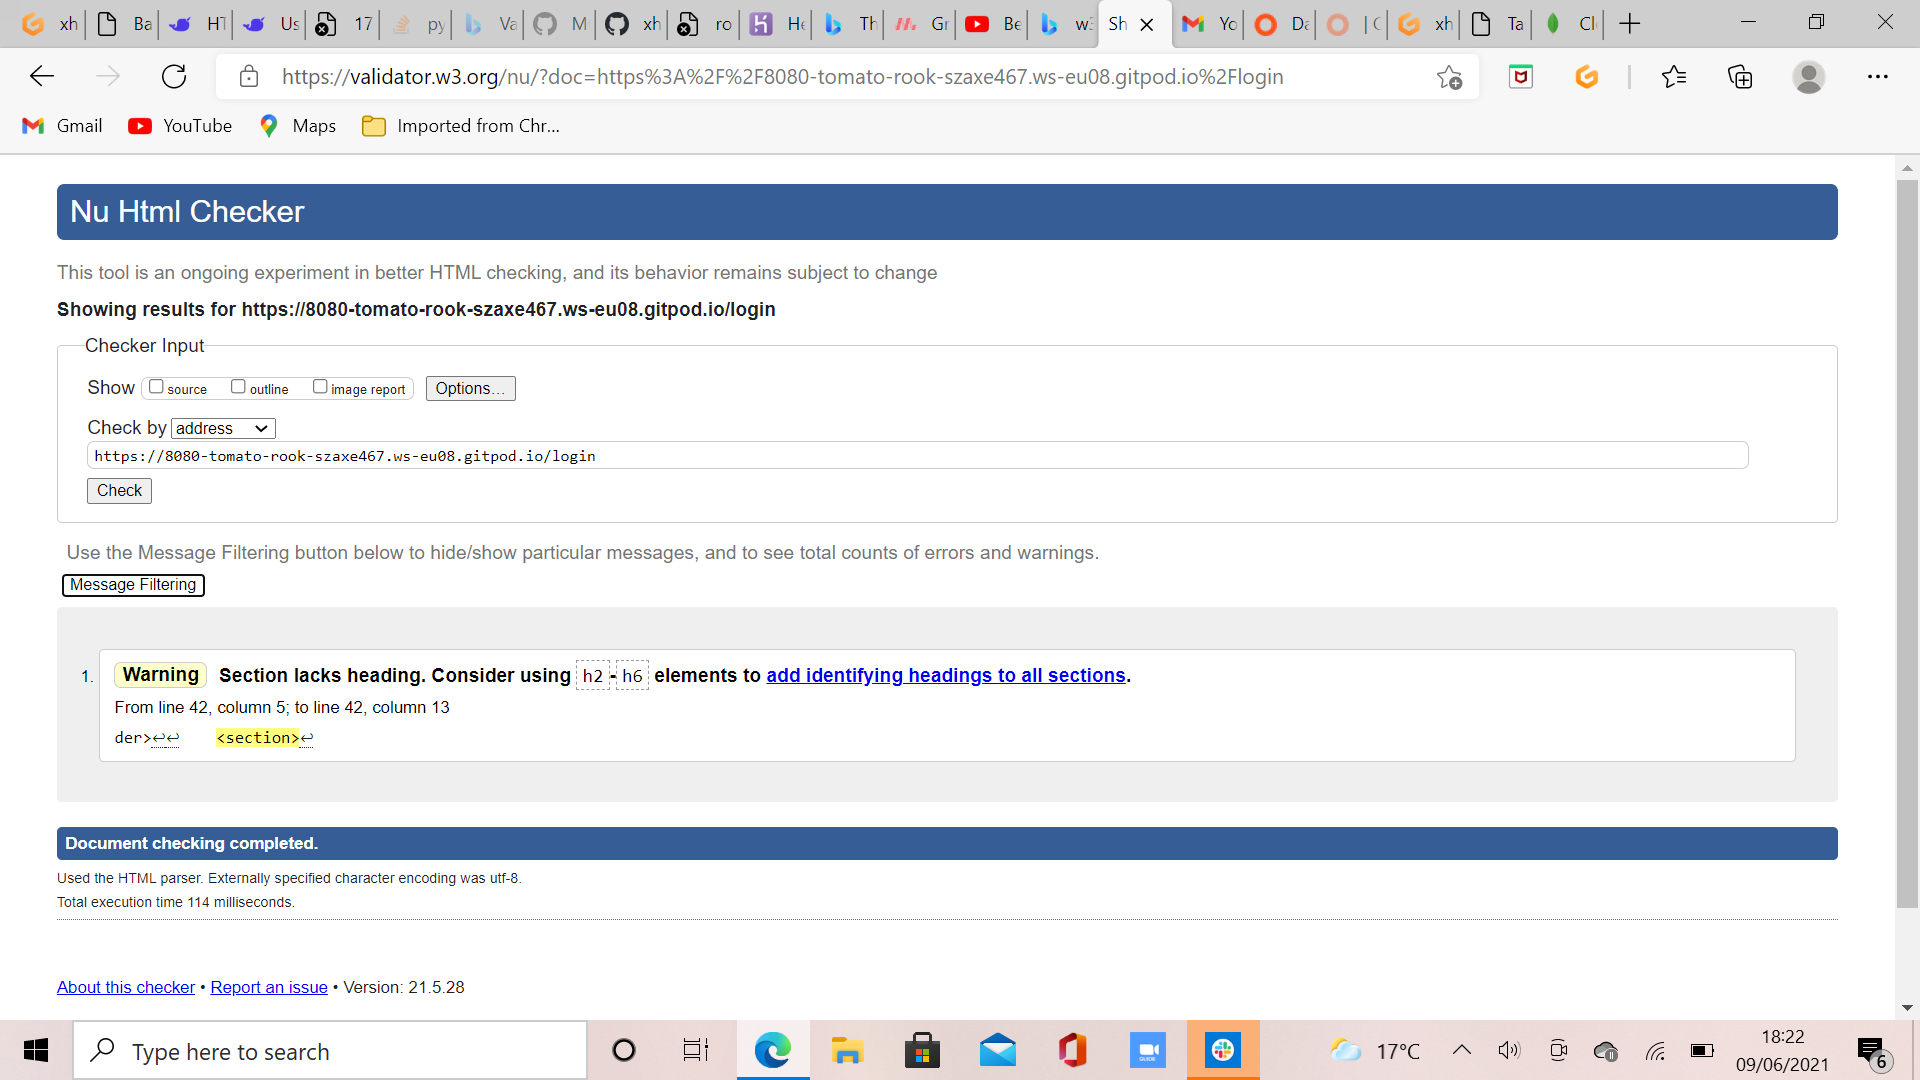 xh Ba HT Us 17 py Va M xh ro He Th Gr Be w3 Sh Yo Da | C xh Ta Cl
https://validator.w3.org/nu/?doc=https%3A%2F%2F8080-tomato-rook-szaxe467.ws-eu08.gitpod.io%2Flogin
Gmail YouTube Maps Imported from Chr...
Nu Html Checker
This tool is an ongoing experiment in better HTML checking, and its behavior remains subject to change
Showing results for https://8080-tomato-rook-szaxe467.ws-eu08.gitpod.io/login
Checker Input
Show source outline image report Options...
Check by address
https://8080-tomato-rook-szaxe467.ws-eu08.gitpod.io/login
Check
Use the Message Filtering button below to hide/show particular messages, and to see total counts of errors and warnings.
Message Filtering
1. Warning Section lacks heading. Consider using h2-h6 elements to add identifying headings to all sections.
From line 42, column 5; to line 42, column 13
der>↩↩ <section>↩
Document checking completed.
Used the HTML parser. Externally specified character encoding was utf-8.
Total execution time 114 milliseconds.
About this checker • Report an issue • Version: 21.5.28
Type here to search
GUIDE
17°C
18:22
09/06/2021
6